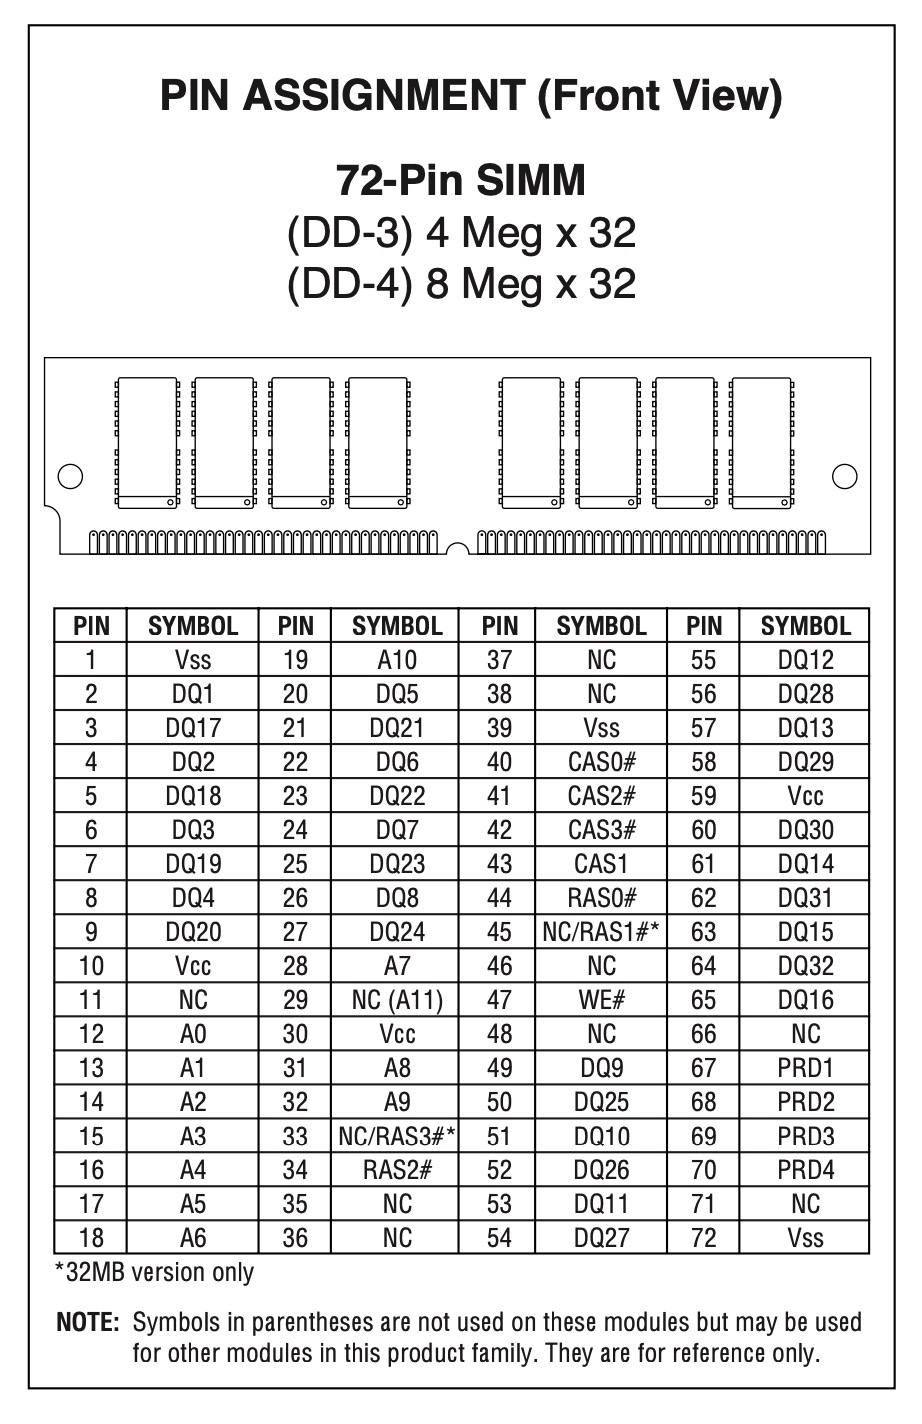 PIN ASSIGNMENT (Front View)
72-Pin SIMM
(DD-3) 4 Meg x 32
(DD-4) 8 Meg x 32
PIN SYMBOL PIN SYMBOL PIN SYMBOL PIN SYMBOL
1 Vss 19 A10 37 NC 55 DQ12
2 DQ1 20 DQ5 38 NC 56 DQ28
3 DQ17 21 DQ21 39 Vss 57 DQ13
4 DQ2 22 DQ6 40 CAS0# 58 DQ29
5 DQ18 23 DQ22 41 CAS2# 59 Vcc
6 DQ3 24 DQ7 42 CAS3# 60 DQ30
7 DQ19 25 DQ23 43 CAS1 61 DQ14
8 DQ4 26 DQ8 44 RAS0# 62 DQ31
9 DQ20 27 DQ24 45 NC/RAS1#* 63 DQ15
10 Vcc 28 A7 46 NC 64 DQ32
11 NC 29 NC (A11) 47 WE# 65 DQ16
12 A0 30 Vcc 48 NC 66 NC
13 A1 31 A8 49 DQ9 67 PRD1
14 A2 32 A9 50 DQ25 68 PRD2
15 A3 33 NC/RAS3#* 51 DQ10 69 PRD3
16 A4 34 RAS2# 52 DQ26 70 PRD4
17 A5 35 NC 53 DQ11 71 NC
18 A6 36 NC 54 DQ27 72 Vss
*32MB version only
NOTE: Symbols in parentheses are not used on these modules but may be used
for other modules in this product family. They are for reference only.